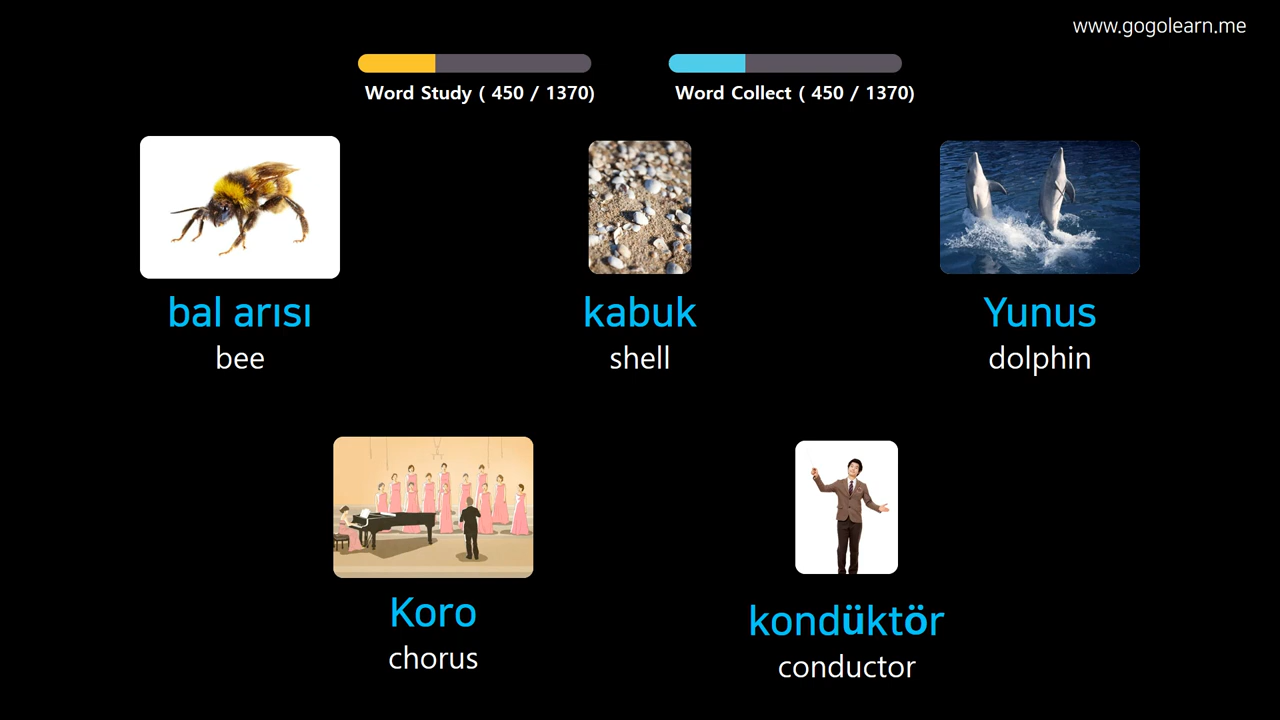 www.gogolearn.me
Word Study ( 450 / 1370)
Word Collect ( 450 / 1370)
bal arısı
bee
kabuk
shell
Yunus
dolphin
Koro
chorus
kondüktör
conductor